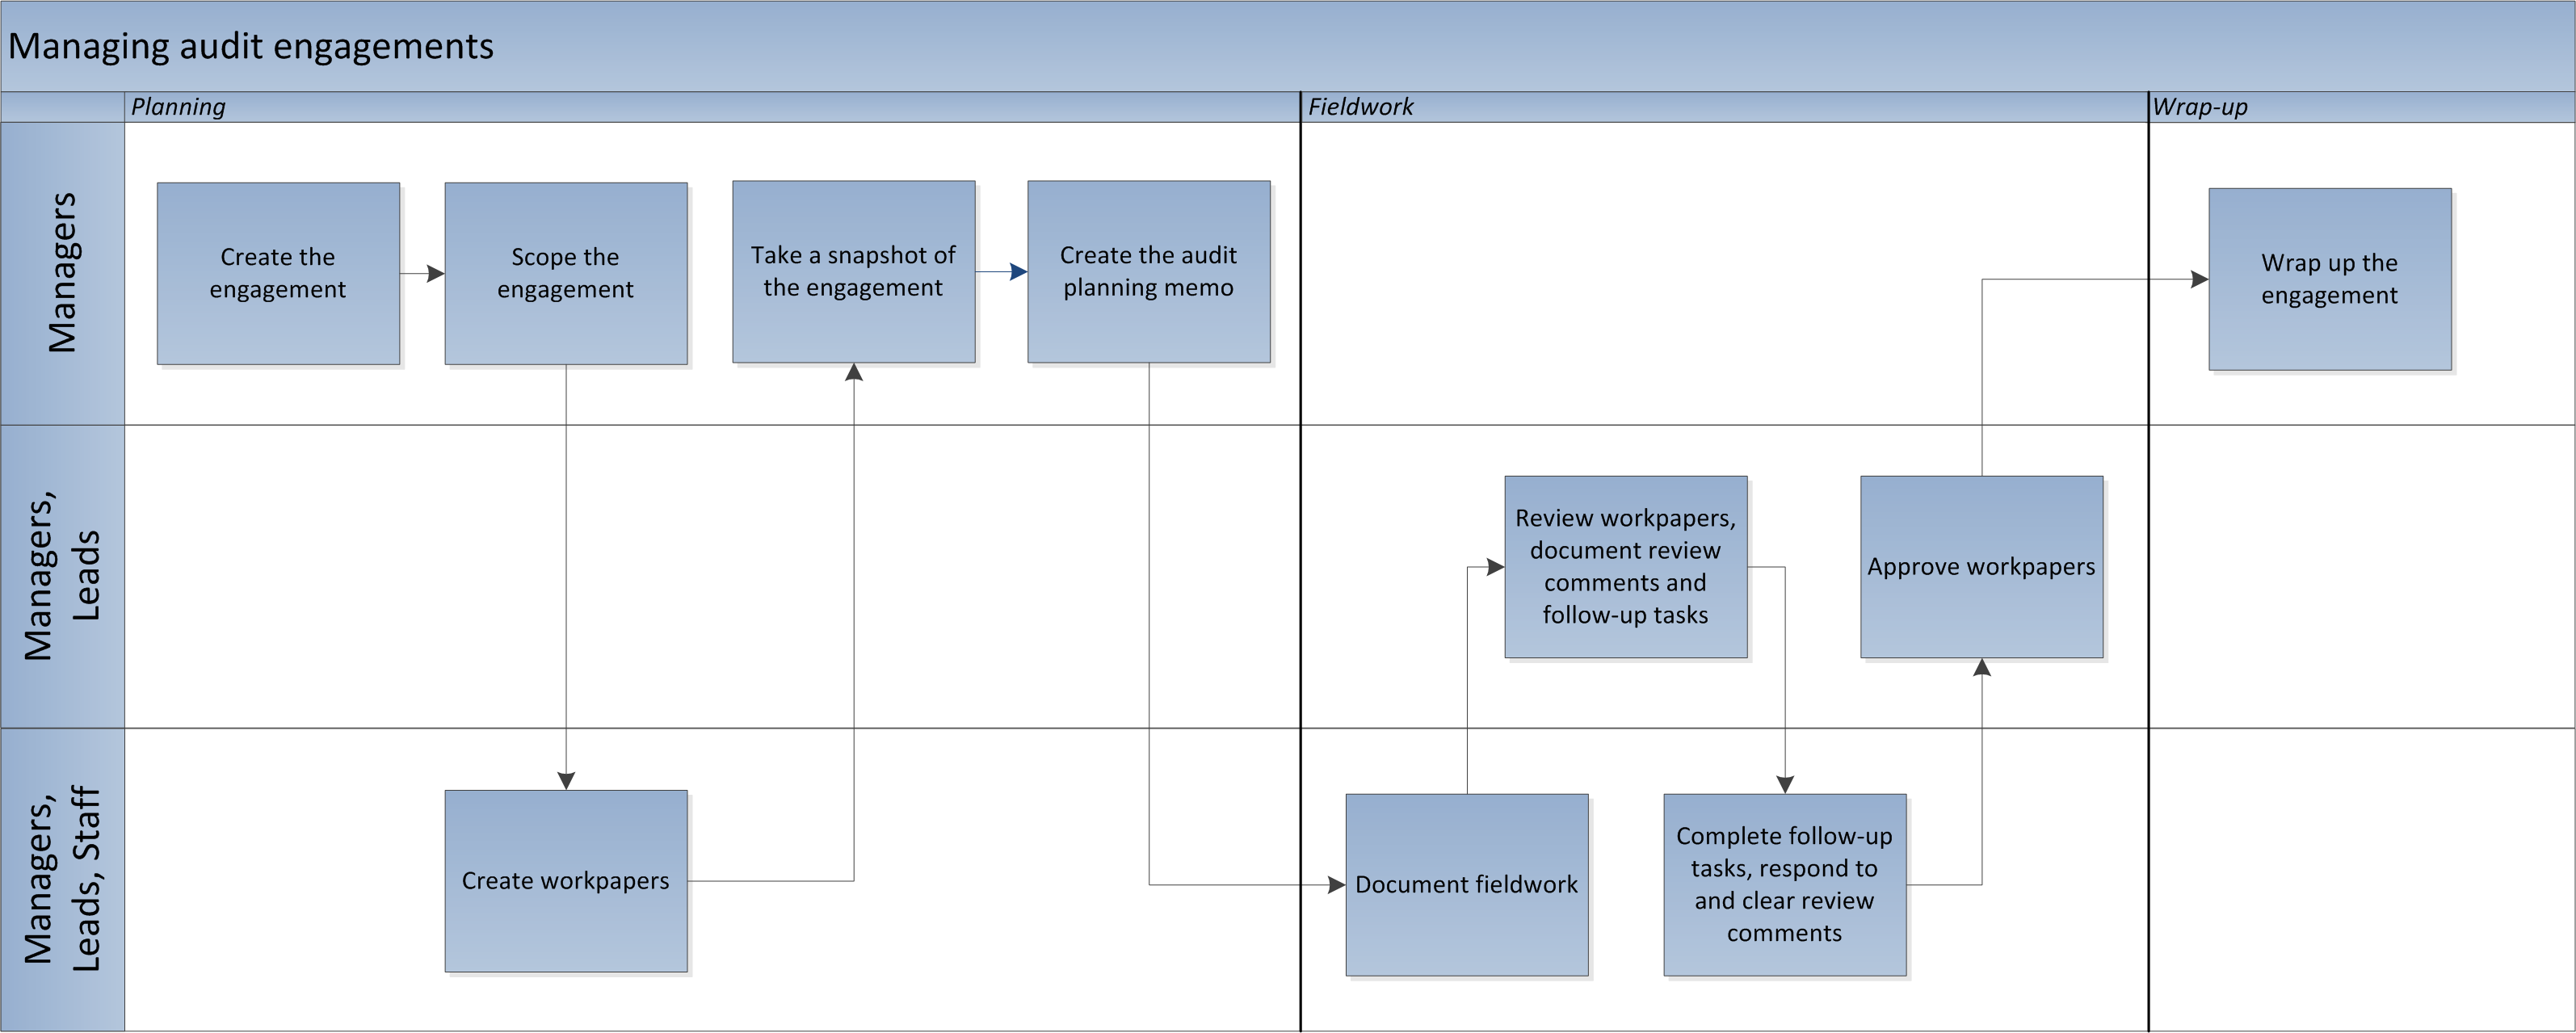 Managing audit engagements
Planning
Fieldwork
Wrap-up
Managers
Create the
engagement
Scope the
engagement
Take a snapshot of
the engagement
Create the audit
planning memo
Wrap up the
engagement
Managers,
Leads
Review workpapers,
document review
comments and
follow-up tasks
Approve workpapers
Managers,
Leads, Staff
Create workpapers
Document fieldwork
Complete follow-up
tasks, respond to
and clear review
comments